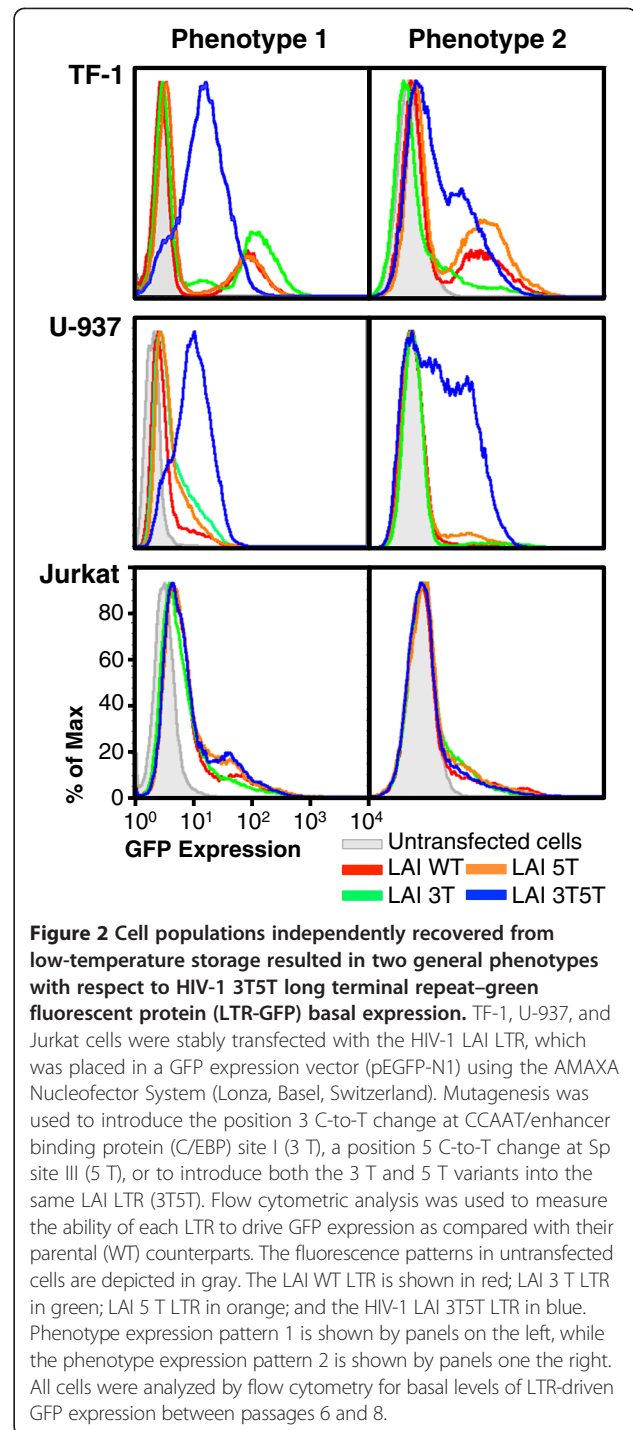 Phenotype 1 Phenotype 2
TF-1
U-937
Jurkat
80
60
40
20
0
% of Max
10⁰ 10¹ 10² 10³ 10⁴
GFP Expression
Untransfected cells
LAI WT LAI 5T
LAI 3T LAI 3T5T
Figure 2 Cell populations independently recovered from
low-temperature storage resulted in two general phenotypes
with respect to HIV-1 3T5T long terminal repeat–green
fluorescent protein (LTR-GFP) basal expression. TF-1, U-937, and
Jurkat cells were stably transfected with the HIV-1 LAI LTR, which
was placed in a GFP expression vector (pEGFP-N1) using the AMAXA
Nucleofector System (Lonza, Basel, Switzerland). Mutagenesis was
used to introduce the position 3 C-to-T change at CCAAT/enhancer
binding protein (C/EBP) site I (3 T), a position 5 C-to-T change at Sp
site III (5 T), or to introduce both the 3 T and 5 T variants into the
same LAI LTR (3T5T). Flow cytometric analysis was used to measure
the ability of each LTR to drive GFP expression as compared with their
parental (WT) counterparts. The fluorescence patterns in untransfected
cells are depicted in gray. The LAI WT LTR is shown in red; LAI 3 T LTR
in green; LAI 5 T LTR in orange; and the HIV-1 LAI 3T5T LTR in blue.
Phenotype expression pattern 1 is shown by panels on the left, while
the phenotype expression pattern 2 is shown by panels one the right.
All cells were analyzed by flow cytometry for basal levels of LTR-driven
GFP expression between passages 6 and 8.